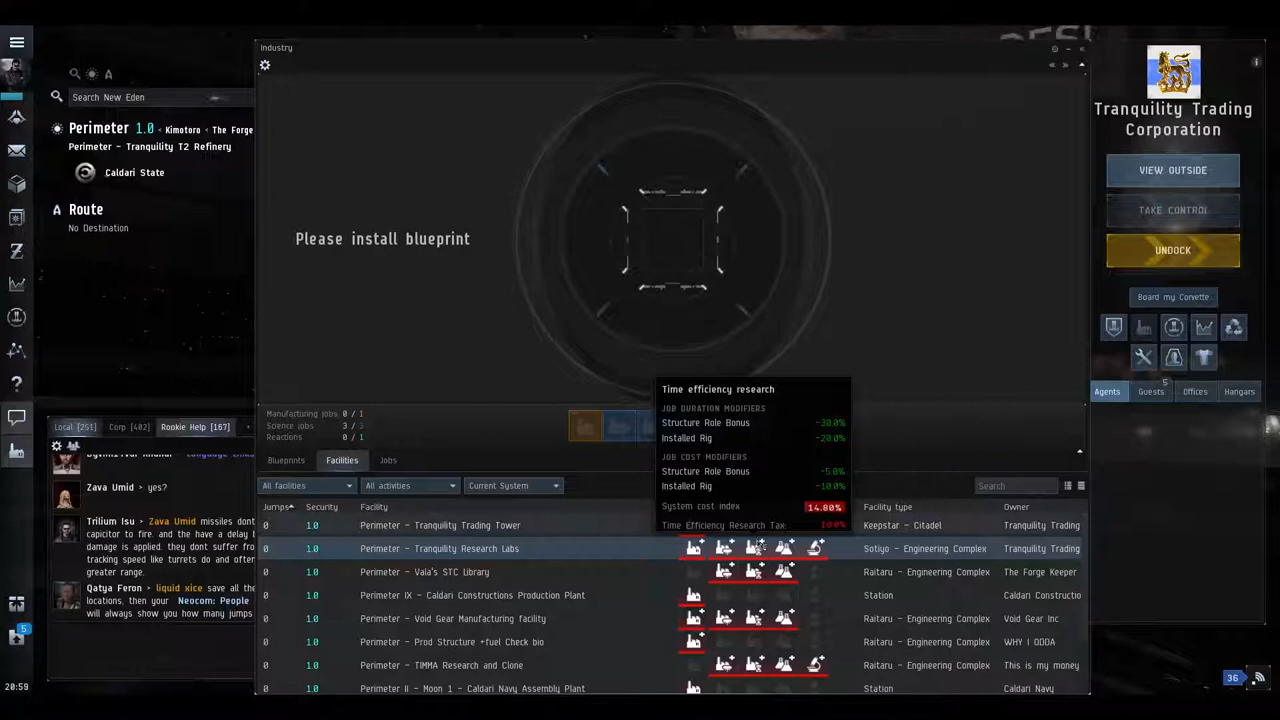 Industry
Search New Eden
Perimeter 1.0 < Kimotoro < The Forge
Perimeter - Tranquility T2 Refinery
Caldari State
Route
No Destination
Please install blueprint
Tranquility Trading
Corporation
VIEW OUTSIDE
TAKE CONTROL
UNDOCK
Board my Corvette
5
Agents Guests Offices Hangars
Time efficiency research
JOB DURATION MODIFIERS
Structure Role Bonus -30.0%
Installed Rig -20.0%
JOB COST MODIFIERS
Structure Role Bonus -5.0%
Installed Rig -10.0%
System cost index 14.80%
Time Efficiency Research Tax: 10.0%
Manufacturing jobs 0 / 1
Science jobs 3 / 3
Reactions 0 / 1
Blueprints Facilities Jobs
All facilities All activities Current System Search
Jumps Security Facility Facility type Owner
0 1.0 Perimeter - Tranquility Trading Tower Keepstar - Citadel Tranquility Trading
0 1.0 Perimeter - Tranquility Research Labs Sotiyo - Engineering Complex Tranquility Trading
0 1.0 Perimeter - Vala's STC Library Raitaru - Engineering Complex The Forge Keeper
0 1.0 Perimeter IX - Caldari Constructions Production Plant Station Caldari Constructio
0 1.0 Perimeter - Void Gear Manufacturing facility Raitaru - Engineering Complex Void Gear Inc
0 1.0 Perimeter - Prod Structure +fuel Check bio Raitaru - Engineering Complex WHY I ODDA
0 1.0 Perimeter - TIMMA Research and Clone Raitaru - Engineering Complex This is my money
0 1.0 Perimeter II - Moon 1 - Caldari Navy Assembly Plant Station Caldari Navy
Local [251] Corp [402] Rookie Help [167]
Zava Umid > yes?
Trilium Isu > Zava Umid missiles dont
capacitor to fire. and the have a delay b
damage is applied. they dont suffer from
tracking speed like turrets do and often
greater range.
Qatya Feron > liquid xice save all the
locations, then your Neocom: People
will always show you how many jumps
5
20:59
36